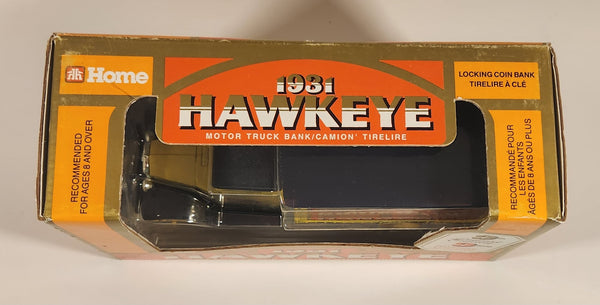 Home
1931
HAWKEYE
MOTOR TRUCK BANK/CAMION' TIRELIRE
LOCKING COIN BANK
TIRELIRE À CLÉ
RECOMMENDED
FOR AGES 8 AND OVER
RECOMMANDÉ POUR
LES ENFANTS
ÂGÉS DE 8 ANS OU PLUS
HAWKEYE